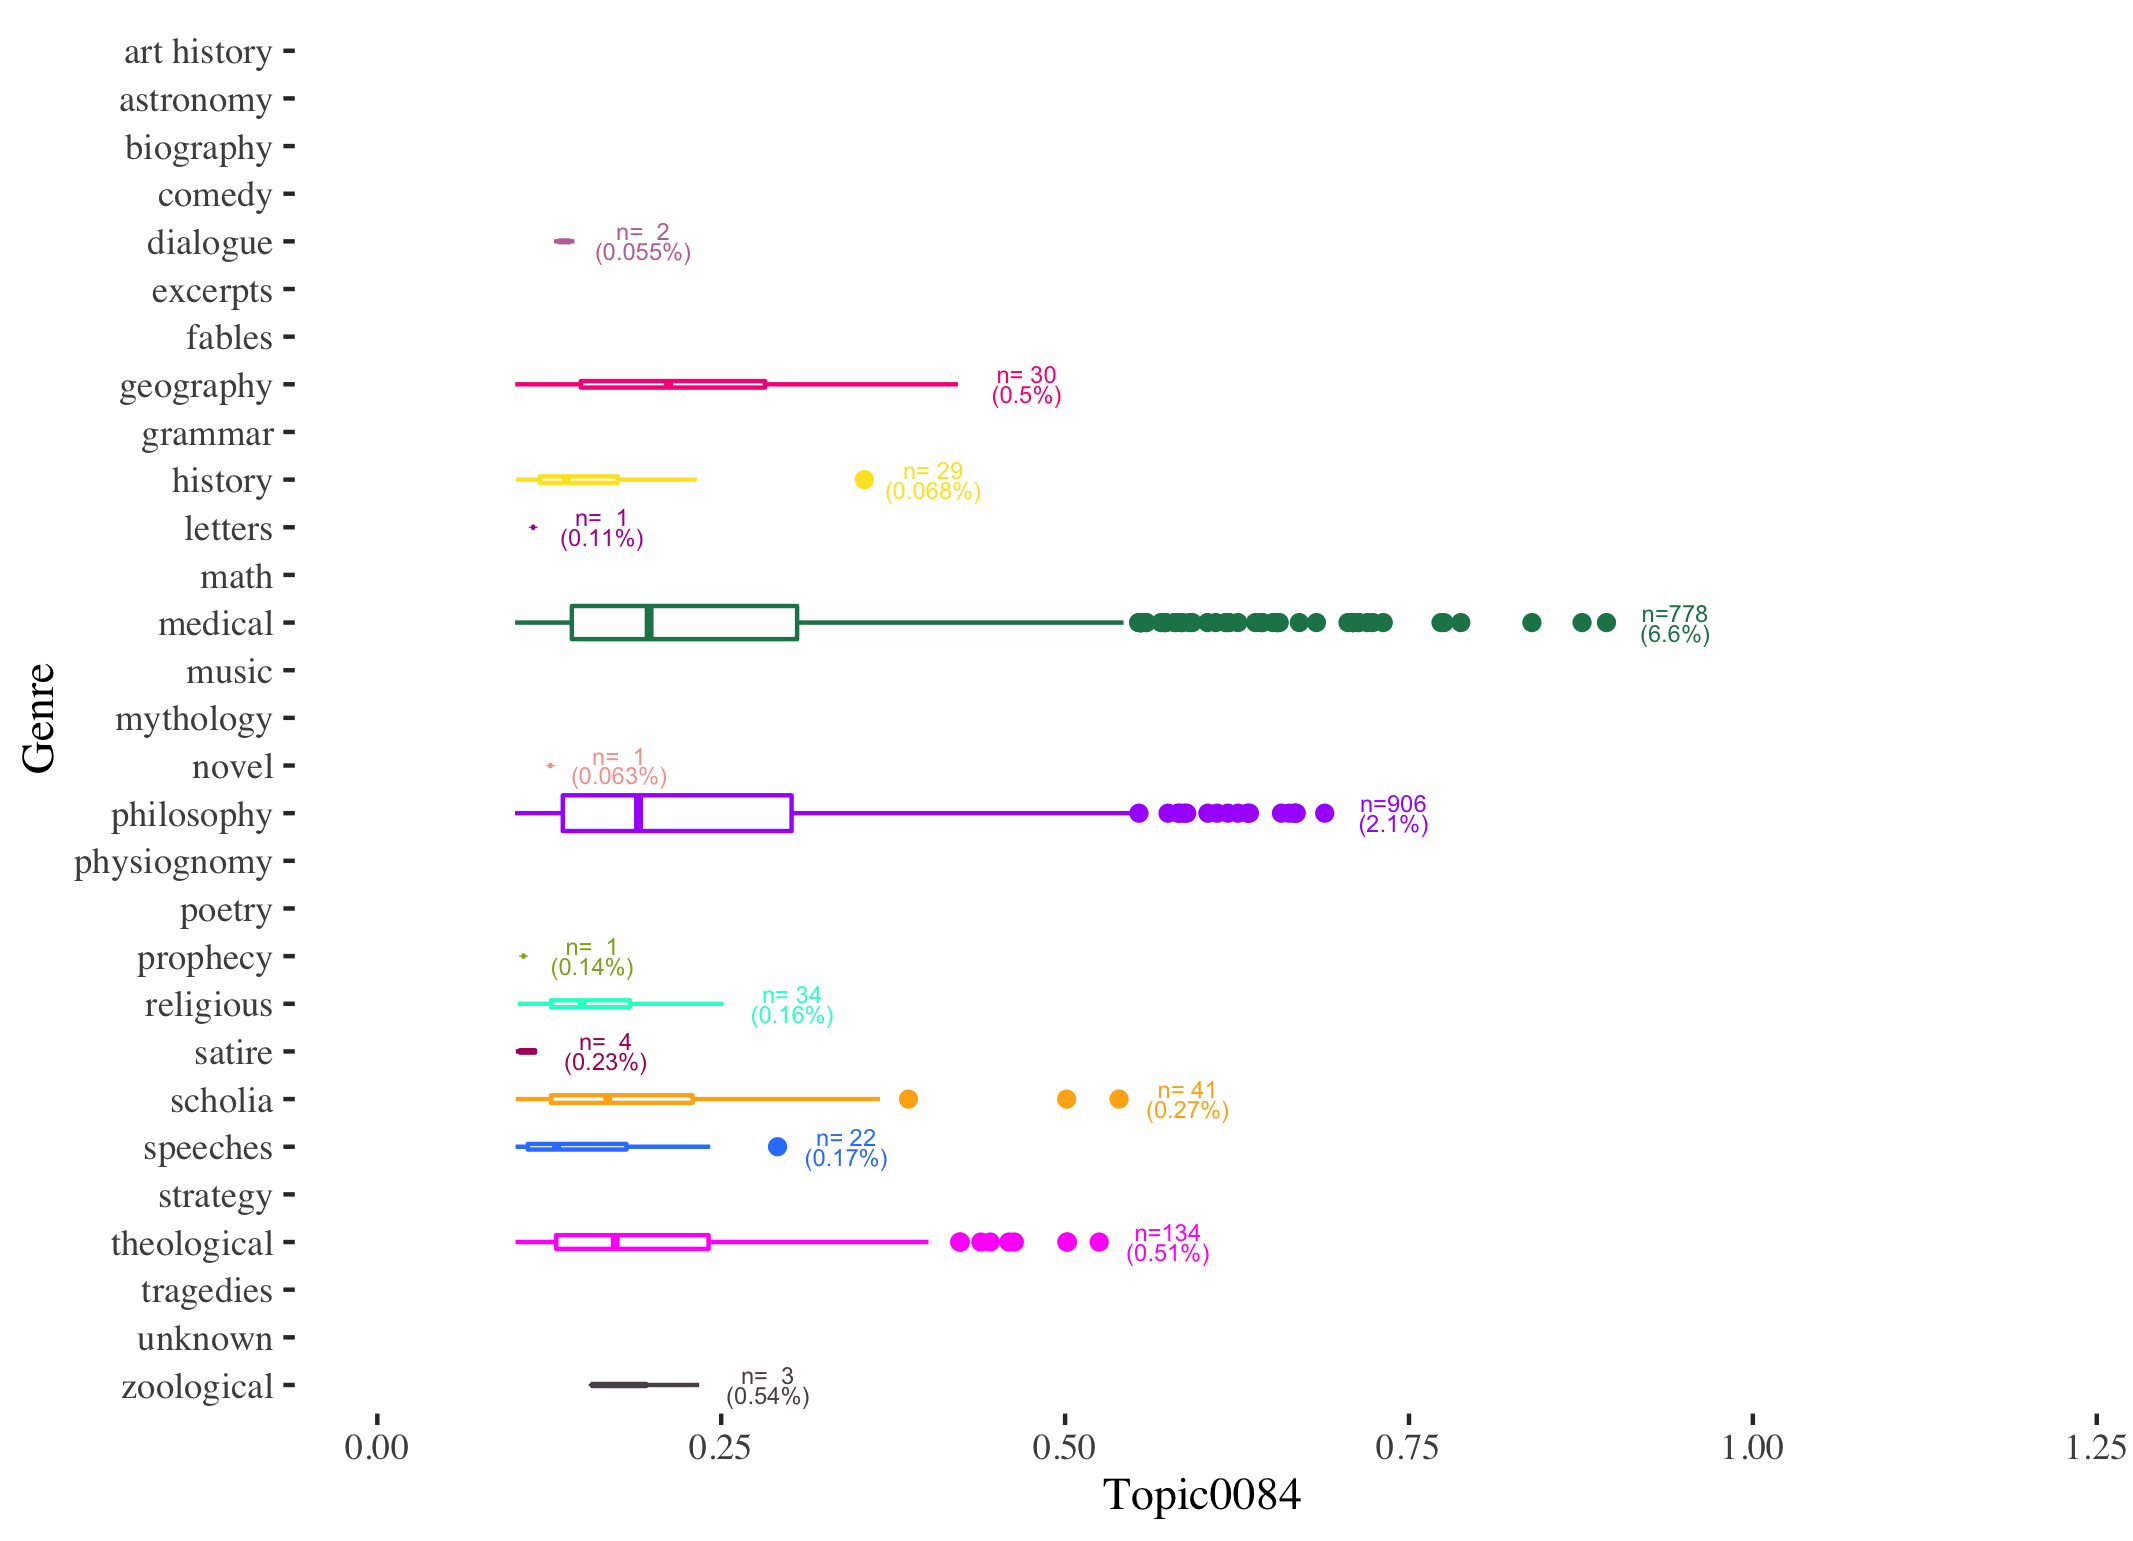 art history
astronomy
biography
comedy
dialogue
n= 2
(0.055%)
excerpts
fables
geography
n= 30
(0.5%)
grammar
history
n= 29
(0.068%)
letters
n= 1
(0.11%)
math
medical
n=778
(6.6%)
music
mythology
novel
n= 1
(0.063%)
philosophy
n=906
(2.1%)
physiognomy
poetry
prophecy
n= 1
(0.14%)
religious
n= 34
(0.16%)
satire
n= 4
(0.23%)
scholia
n= 41
(0.27%)
speeches
n= 22
(0.17%)
strategy
theological
n=134
(0.51%)
tragedies
unknown
zoological
n= 3
(0.54%)
Genre
0.00 0.25 0.50 0.75 1.00 1.25
Topic0084